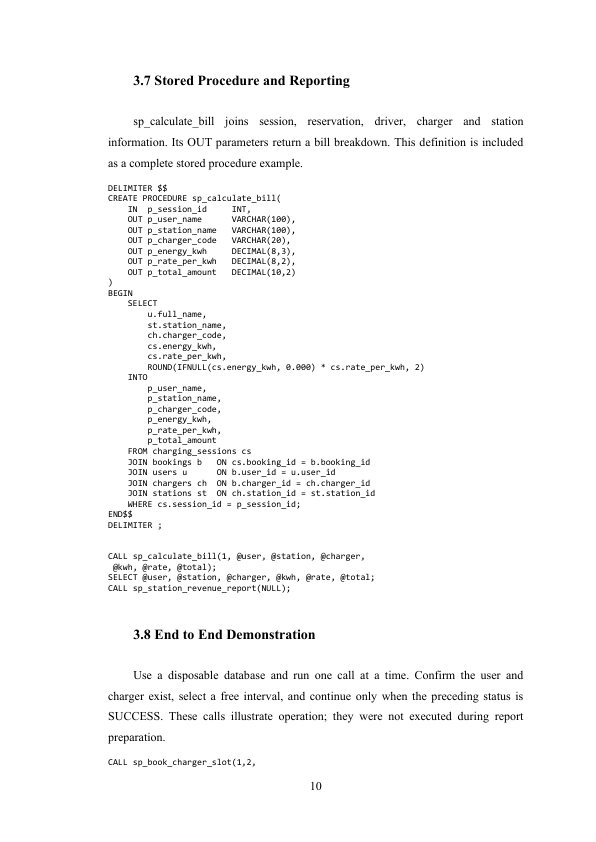 3.7 Stored Procedure and Reporting
sp_calculate_bill joins session, reservation, driver, charger and station
information. Its OUT parameters return a bill breakdown. This definition is included
as a complete stored procedure example.
DELIMITER $$
CREATE PROCEDURE sp_calculate_bill(
    IN  p_session_id     INT,
    OUT p_user_name      VARCHAR(100),
    OUT p_station_name   VARCHAR(100),
    OUT p_charger_code   VARCHAR(20),
    OUT p_energy_kwh     DECIMAL(8,3),
    OUT p_rate_per_kwh   DECIMAL(8,2),
    OUT p_total_amount   DECIMAL(10,2)
)
BEGIN
    SELECT
        u.full_name,
        st.station_name,
        ch.charger_code,
        cs.energy_kwh,
        cs.rate_per_kwh,
        ROUND(IFNULL(cs.energy_kwh, 0.000) * cs.rate_per_kwh, 2)
    INTO
        p_user_name,
        p_station_name,
        p_charger_code,
        p_energy_kwh,
        p_rate_per_kwh,
        p_total_amount
    FROM charging_sessions cs
    JOIN bookings b   ON cs.booking_id = b.booking_id
    JOIN users u      ON b.user_id = u.user_id
    JOIN chargers ch  ON b.charger_id = ch.charger_id
    JOIN stations st  ON ch.station_id = st.station_id
    WHERE cs.session_id = p_session_id;
END$$
DELIMITER ;
CALL sp_calculate_bill(1, @user, @station, @charger,
 @kwh, @rate, @total);
SELECT @user, @station, @charger, @kwh, @rate, @total;
CALL sp_station_revenue_report(NULL);
3.8 End to End Demonstration
Use a disposable database and run one call at a time. Confirm the user and
charger exist, select a free interval, and continue only when the preceding status is
SUCCESS. These calls illustrate operation; they were not executed during report
preparation.
CALL sp_book_charger_slot(1,2,
10